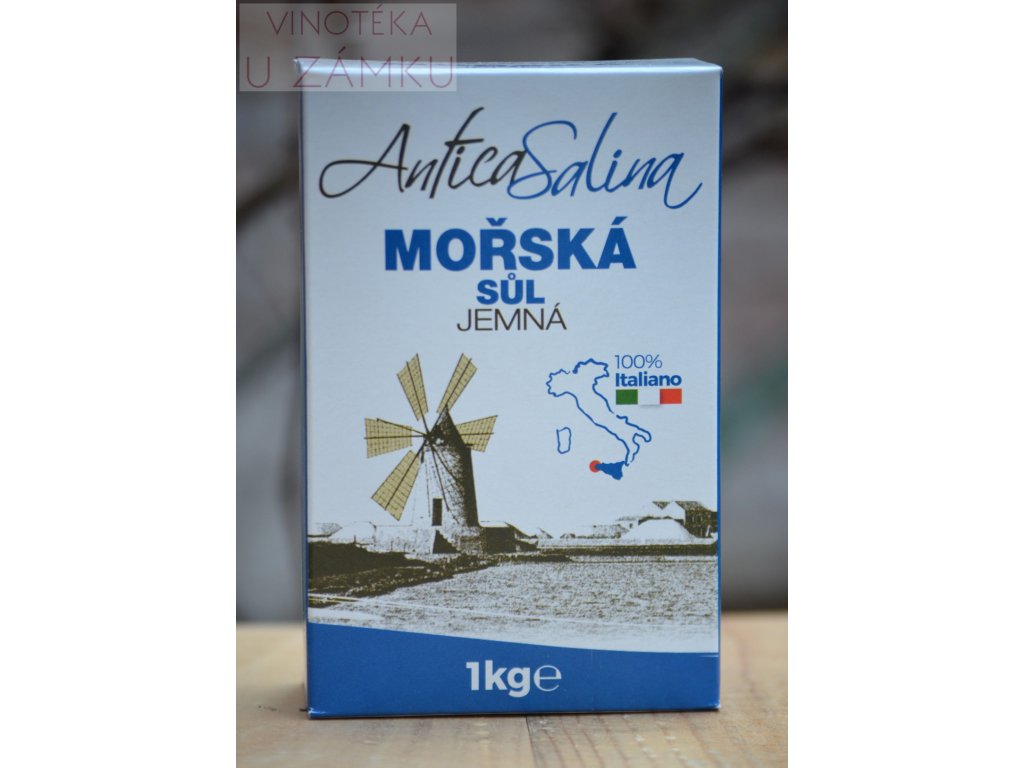 VINOTÉKA
U ZÁMKU
AnticaSalina
MOŘSKÁ
SŮL
JEMNÁ
100%
Italiano
1kg℮